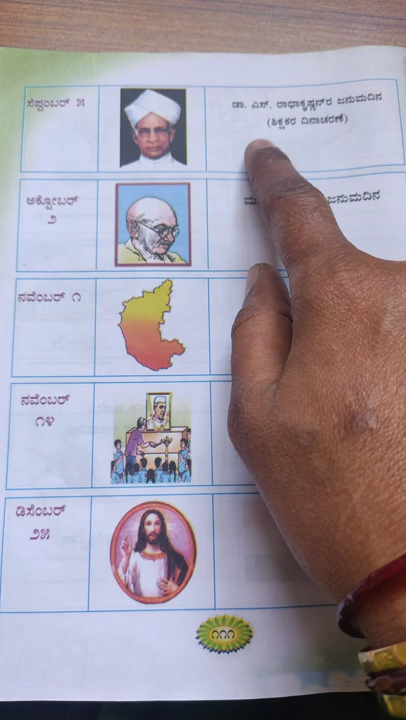 ಸೆಪ್ಟಂಬರ್ ೫
ಡಾ. ಎಸ್. ರಾಧಾಕೃಷ್ಣನ್‌ರ ಜನುಮದಿನ
(ಶಿಕ್ಷಕರ ದಿನಾಚರಣೆ)
ಅಕ್ಟೋಬರ್
೨
ಜನುಮದಿನ
ನವೆಂಬರ್ ೧
ನವೆಂಬರ್
೧೪
ಡಿಸೆಂಬರ್
೨೫
೧೧೧